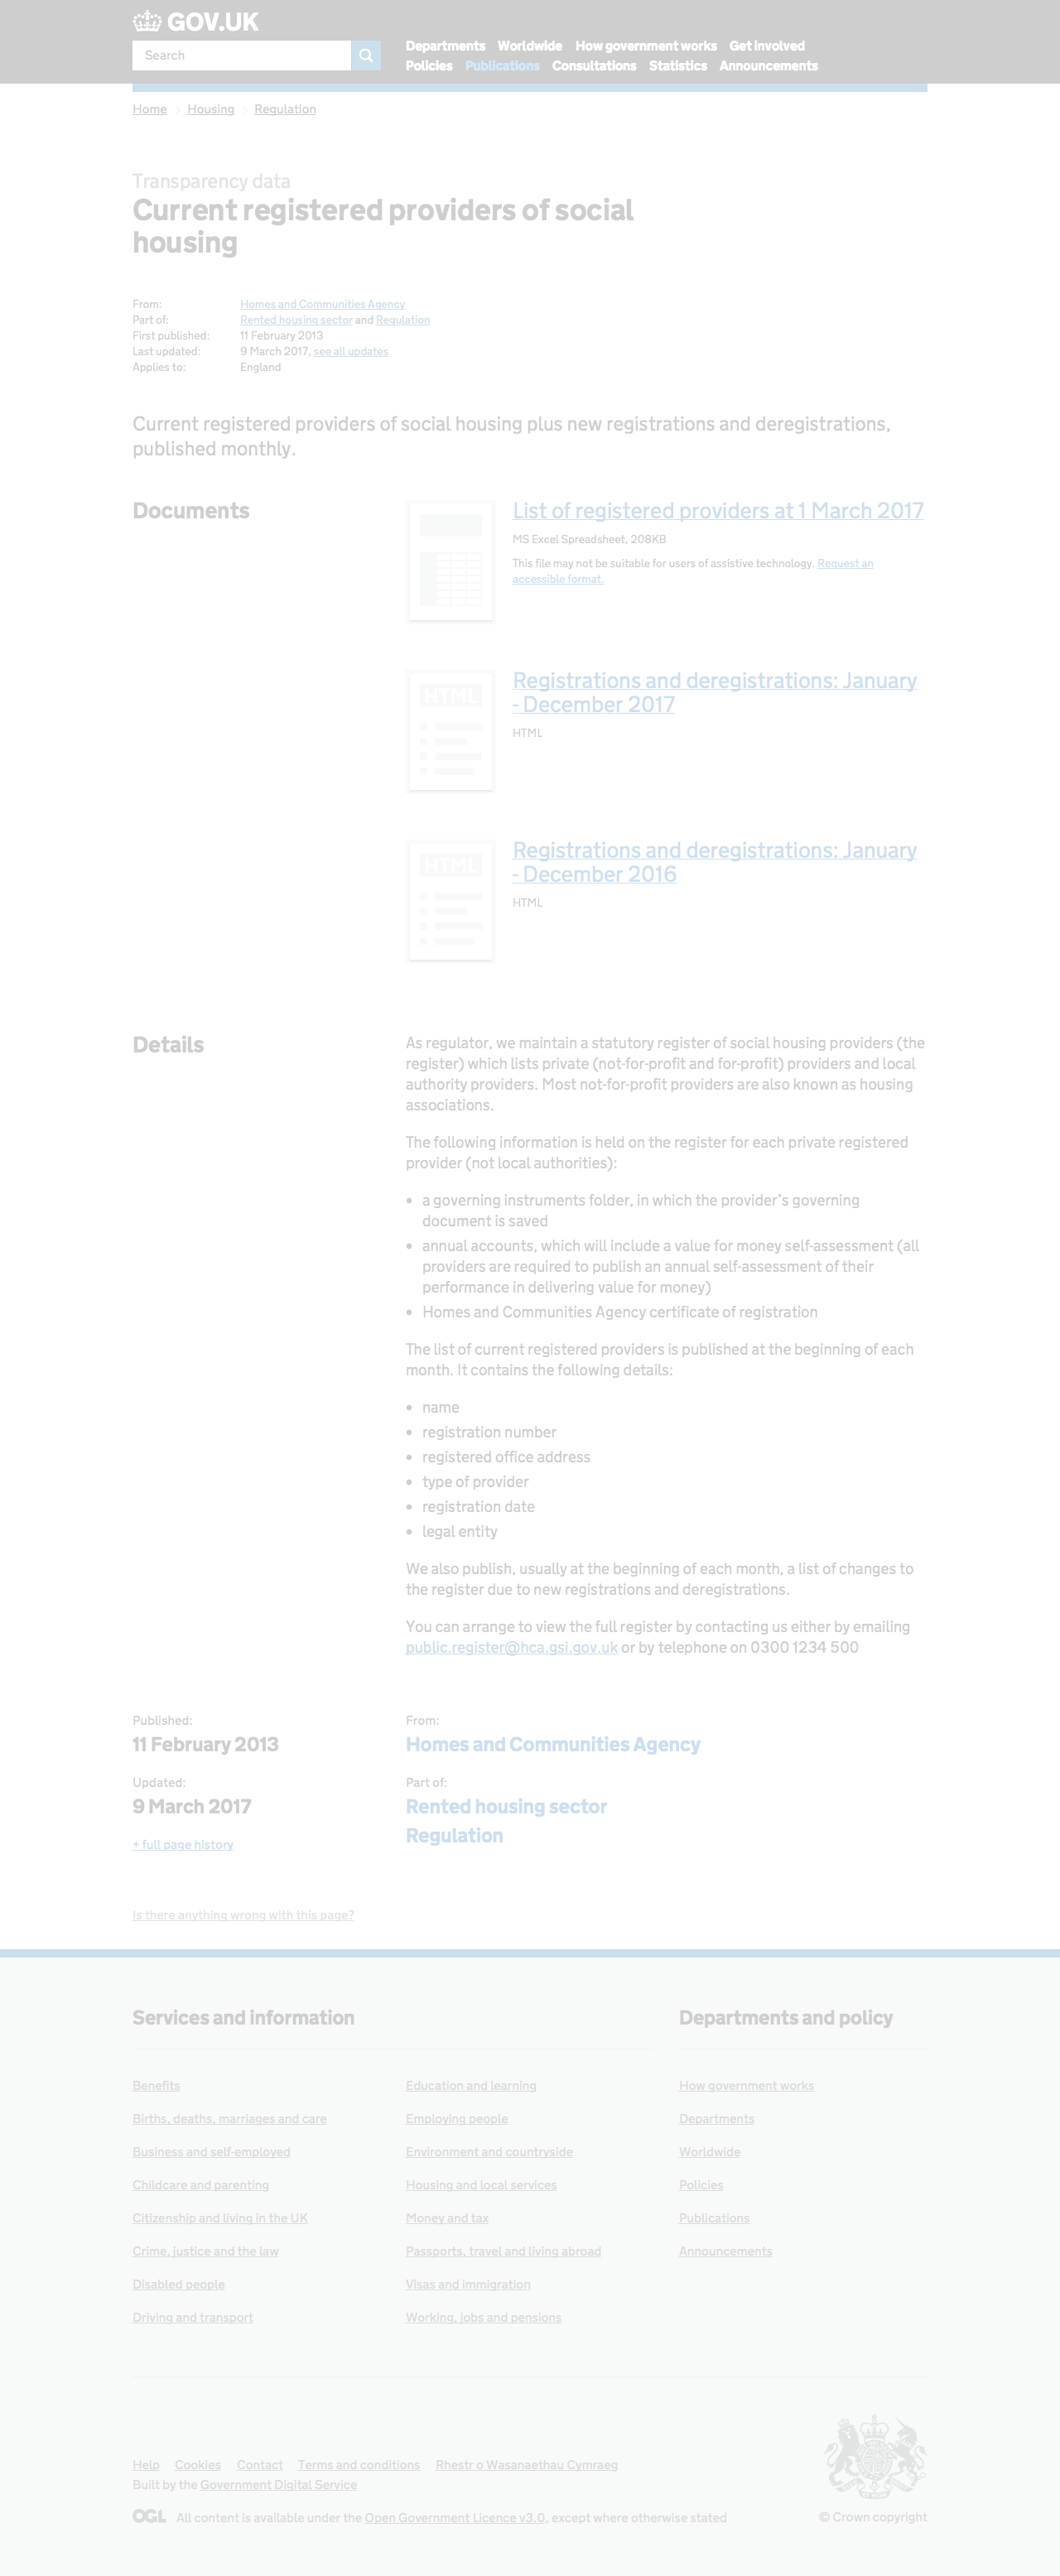 GOV.UK
Search
Departments Worldwide How government works Get involved
Policies Publications Consultations Statistics Announcements
Home Housing Regulation
Transparency data
Current registered providers of social
housing
From: Homes and Communities Agency
Part of: Rented housing sector and Regulation
First published: 11 February 2013
Last updated: 9 March 2017, see all updates
Applies to: England
Current registered providers of social housing plus new registrations and deregistrations,
published monthly.
Documents
List of registered providers at 1 March 2017
MS Excel Spreadsheet, 208KB
This file may not be suitable for users of assistive technology. Request an
accessible format.
HTML
Registrations and deregistrations: January
- December 2017
HTML
HTML
Registrations and deregistrations: January
- December 2016
HTML
Details
As regulator, we maintain a statutory register of social housing providers (the
register) which lists private (not-for-profit and for-profit) providers and local
authority providers. Most not-for-profit providers are also known as housing
associations.
The following information is held on the register for each private registered
provider (not local authorities):
• a governing instruments folder, in which the provider's governing
document is saved
• annual accounts, which will include a value for money self-assessment (all
providers are required to publish an annual self-assessment of their
performance in delivering value for money)
• Homes and Communities Agency certificate of registration
The list of current registered providers is published at the beginning of each
month. It contains the following details:
• name
• registration number
• registered office address
• type of provider
• registration date
• legal entity
We also publish, usually at the beginning of each month, a list of changes to
the register due to new registrations and deregistrations.
You can arrange to view the full register by contacting us either by emailing
public.register@hca.gsi.gov.uk or by telephone on 0300 1234 500
Published:
11 February 2013
Updated:
9 March 2017
+ full page history
From:
Homes and Communities Agency
Part of:
Rented housing sector
Regulation
Is there anything wrong with this page?
Services and information
Benefits
Births, deaths, marriages and care
Business and self-employed
Childcare and parenting
Citizenship and living in the UK
Crime, justice and the law
Disabled people
Driving and transport
Education and learning
Employing people
Environment and countryside
Housing and local services
Money and tax
Passports, travel and living abroad
Visas and immigration
Working, jobs and pensions
Departments and policy
How government works
Departments
Worldwide
Policies
Publications
Announcements
Help Cookies Contact Terms and conditions Rhestr o Wasanaethau Cymraeg
Built by the Government Digital Service
OGL All content is available under the Open Government Licence v3.0, except where otherwise stated
© Crown copyright